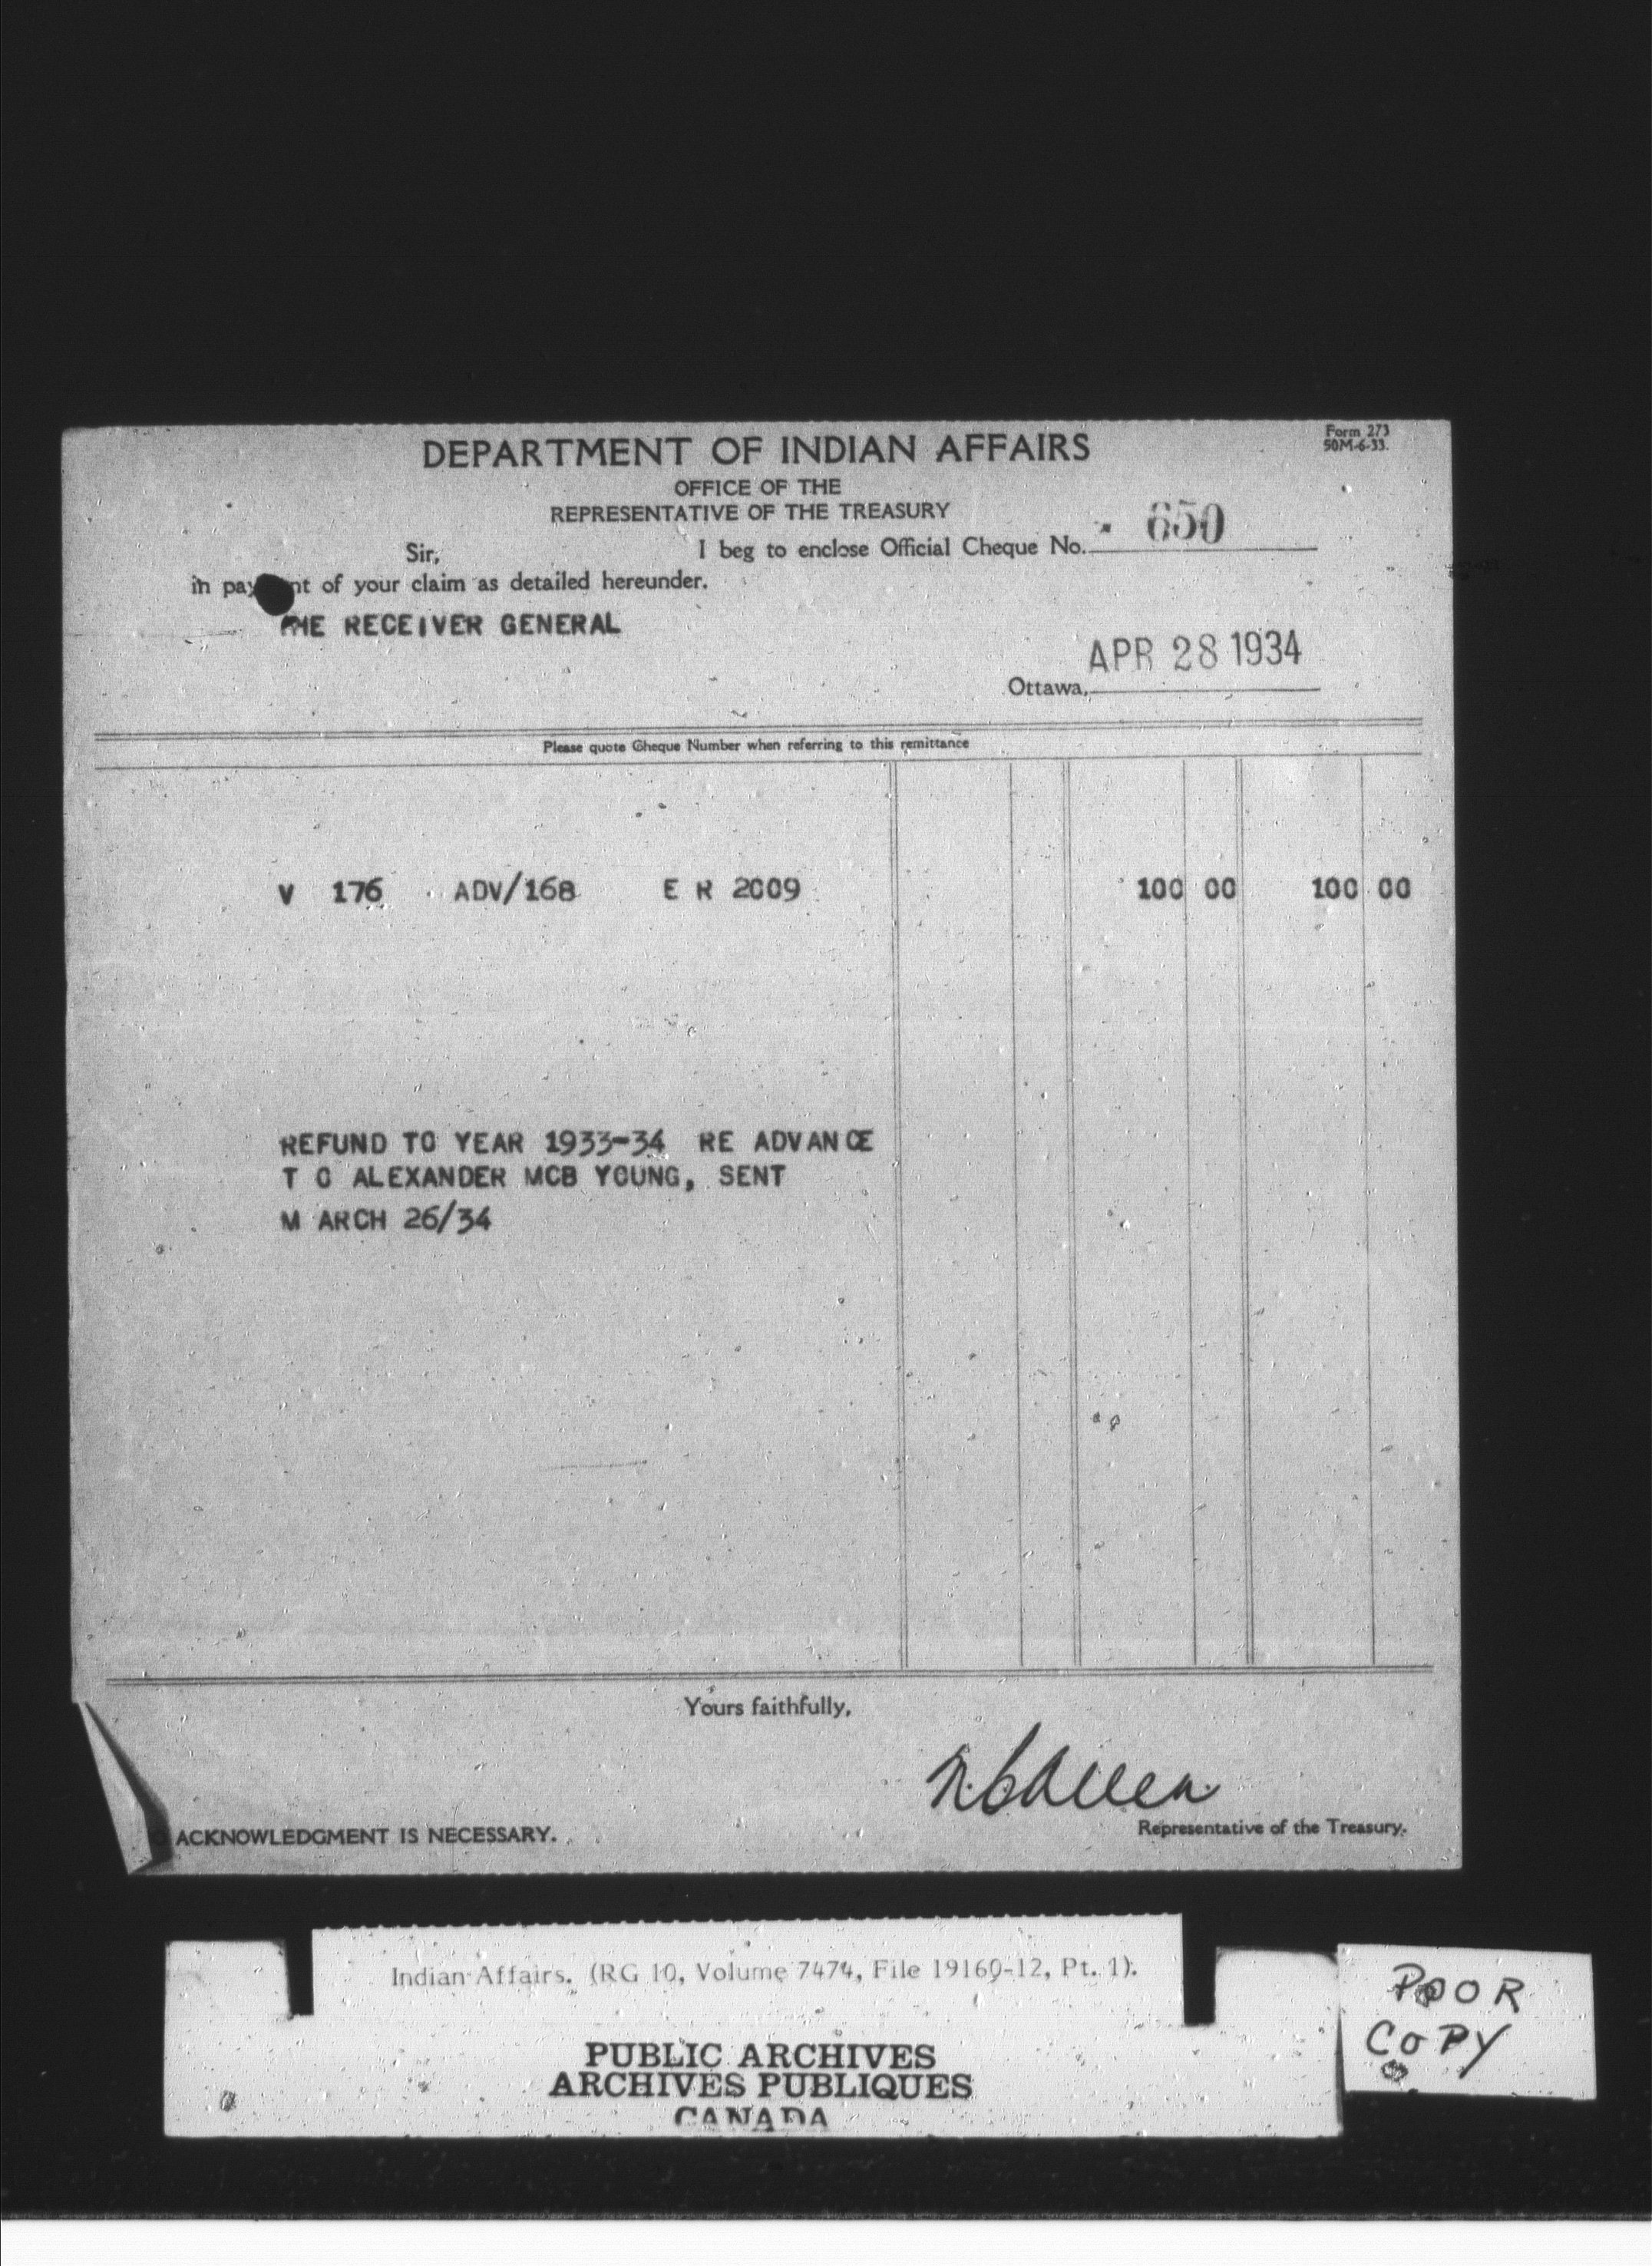 DEPARTMENT OF INDIAN AFFAIRS
Form 273
50M-6-33.
OFFICE OF THE
REPRESENTATIVE OF THE TREASURY
Sir, I beg to enclose Official Cheque No. 650
in payment of your claim as detailed hereunder.
THE RECEIVER GENERAL
APR 28 1934
Ottawa,
Please quote Cheque Number when referring to this remittance
V 176 ADV/168 E R 2009 100 00 100 00
REFUND TO YEAR 1933-34 RE ADVANCE
T O ALEXANDER MCB YOUNG, SENT
M ARCH 26/34
Yours faithfully,
ACKNOWLEDGMENT IS NECESSARY.
Representative of the Treasury.
Indian Affairs. (RG 10, Volume 7474, File 19160-12, Pt. 1).
PUBLIC ARCHIVES
ARCHIVES PUBLIQUES
CANADA
POOR
COPY